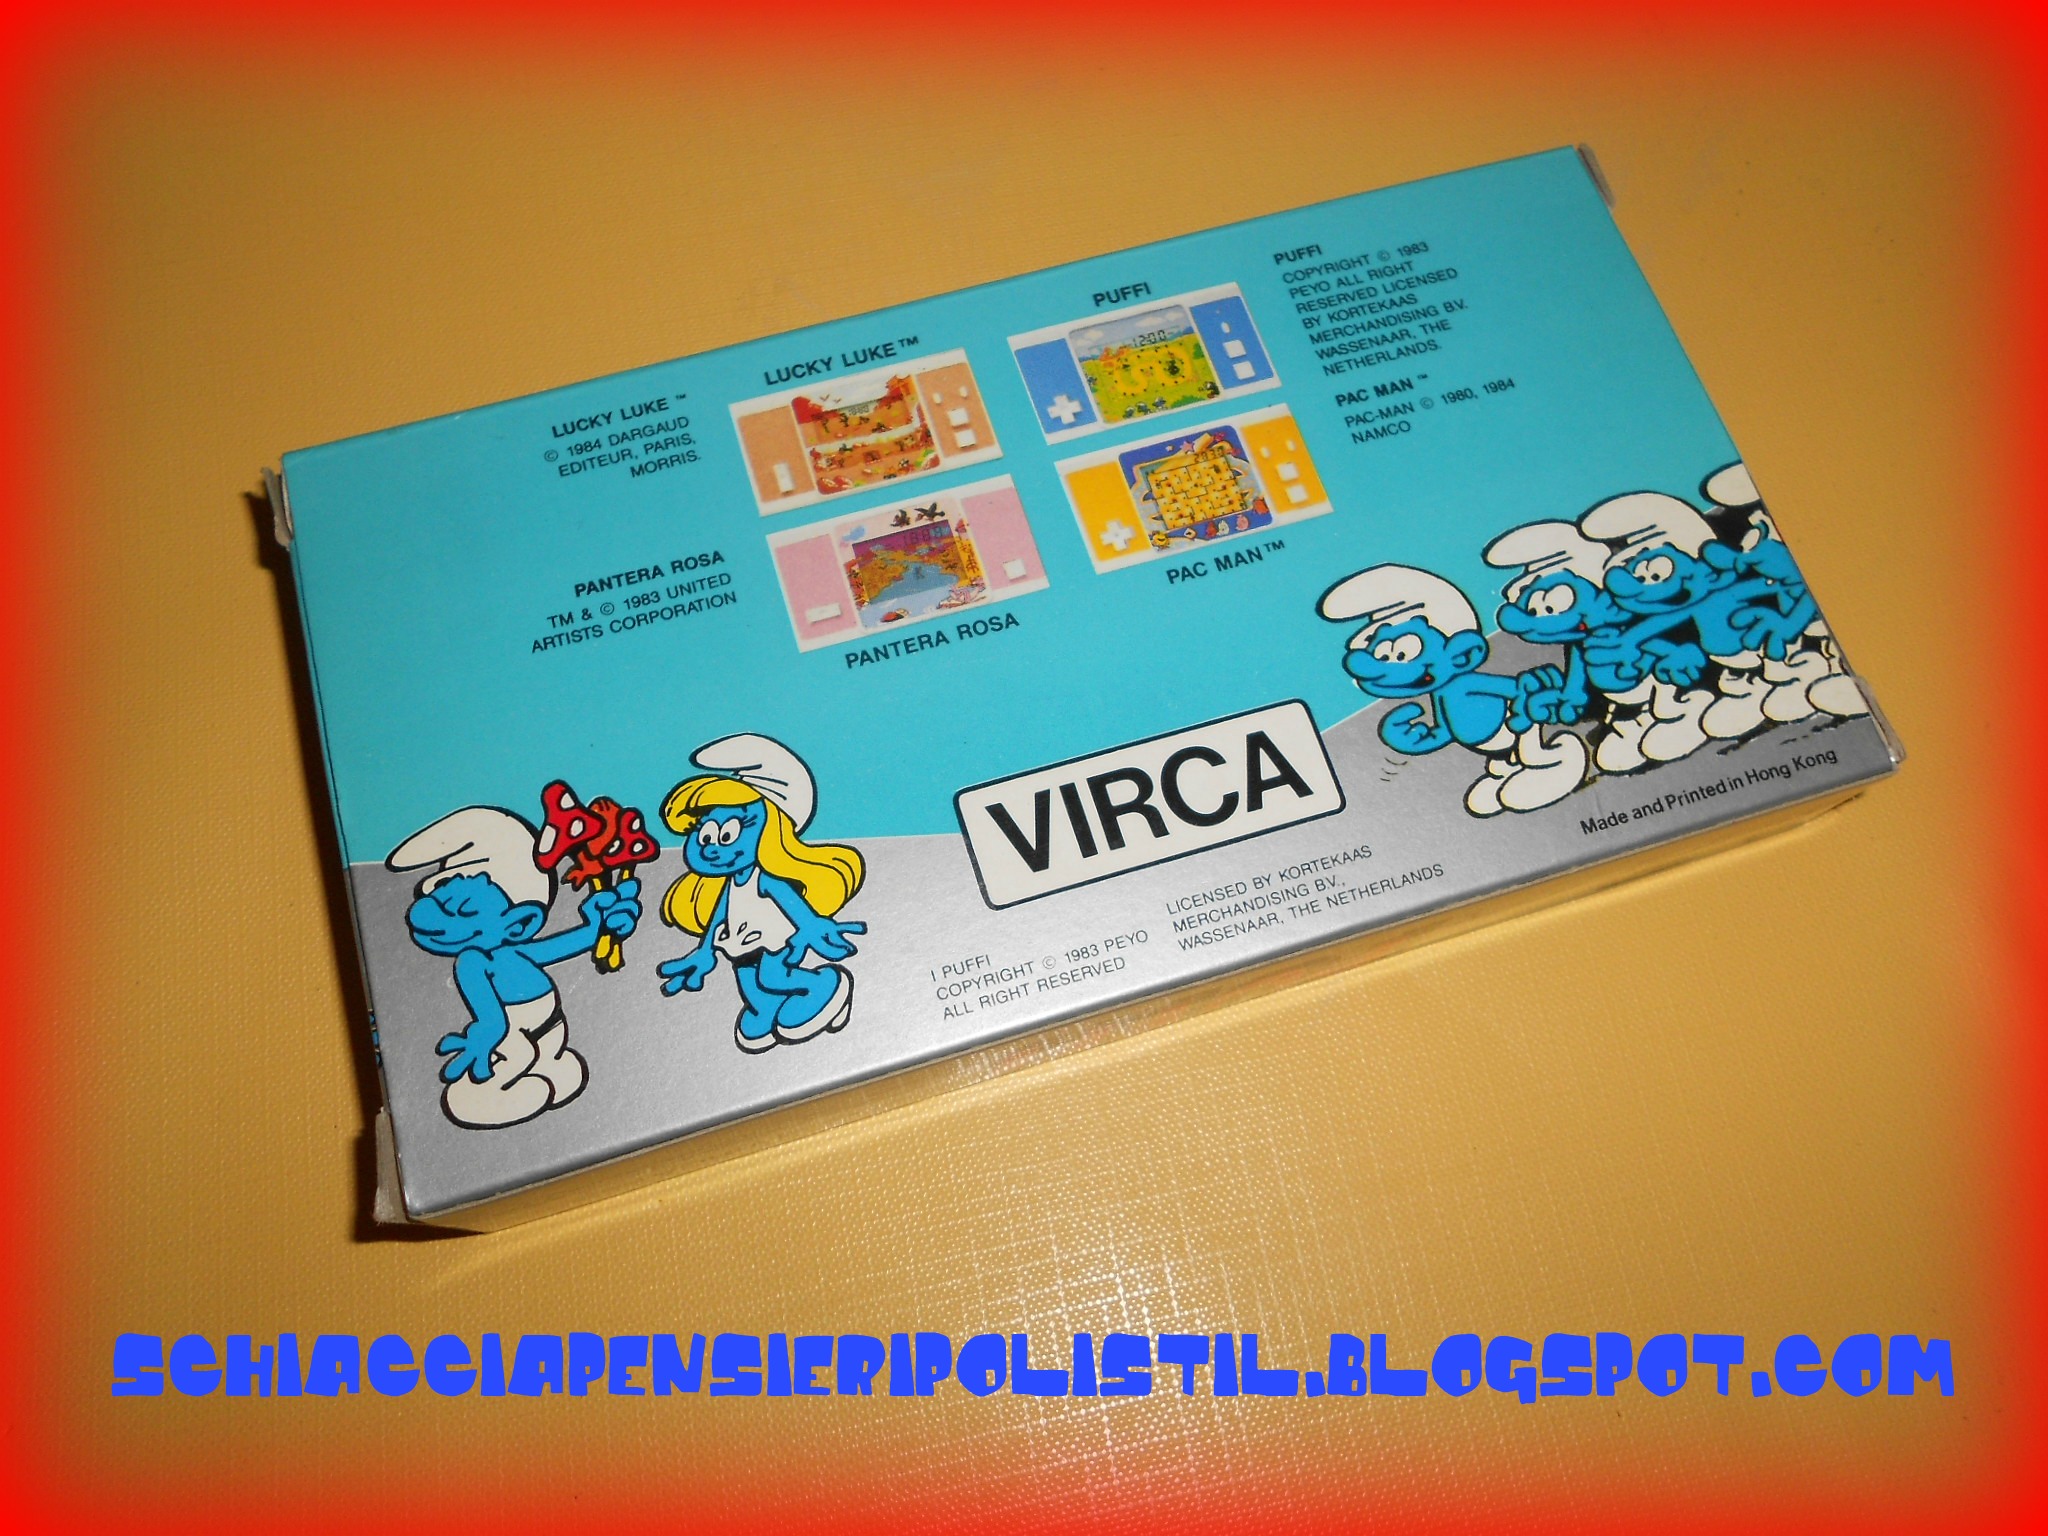 LUCKY LUKE™
© 1984 DARGAUD
EDITEUR, PARIS,
MORRIS.
PANTERA ROSA
TM & © 1983 UNITED
ARTISTS CORPORATION
LUCKY LUKE™
PUFFI
12:00
PANTERA ROSA
PAC MAN™
PUFFI
COPYRIGHT © 1983
PEYO ALL RIGHT
RESERVED LICENSED
BY KORTEKAAS
MERCHANDISING B.V.
WASSENAAR, THE
NETHERLANDS.
PAC MAN™
PAC-MAN © 1980, 1984
NAMCO
VIRCA
I PUFFI
COPYRIGHT © 1983 PEYO
ALL RIGHT RESERVED
LICENSED BY KORTEKAAS
MERCHANDISING B.V.,
WASSENAAR, THE NETHERLANDS
Made and Printed in Hong Kong
SCHIACCIAPENSIERIPOLISTIL.BLOGSPOT.COM